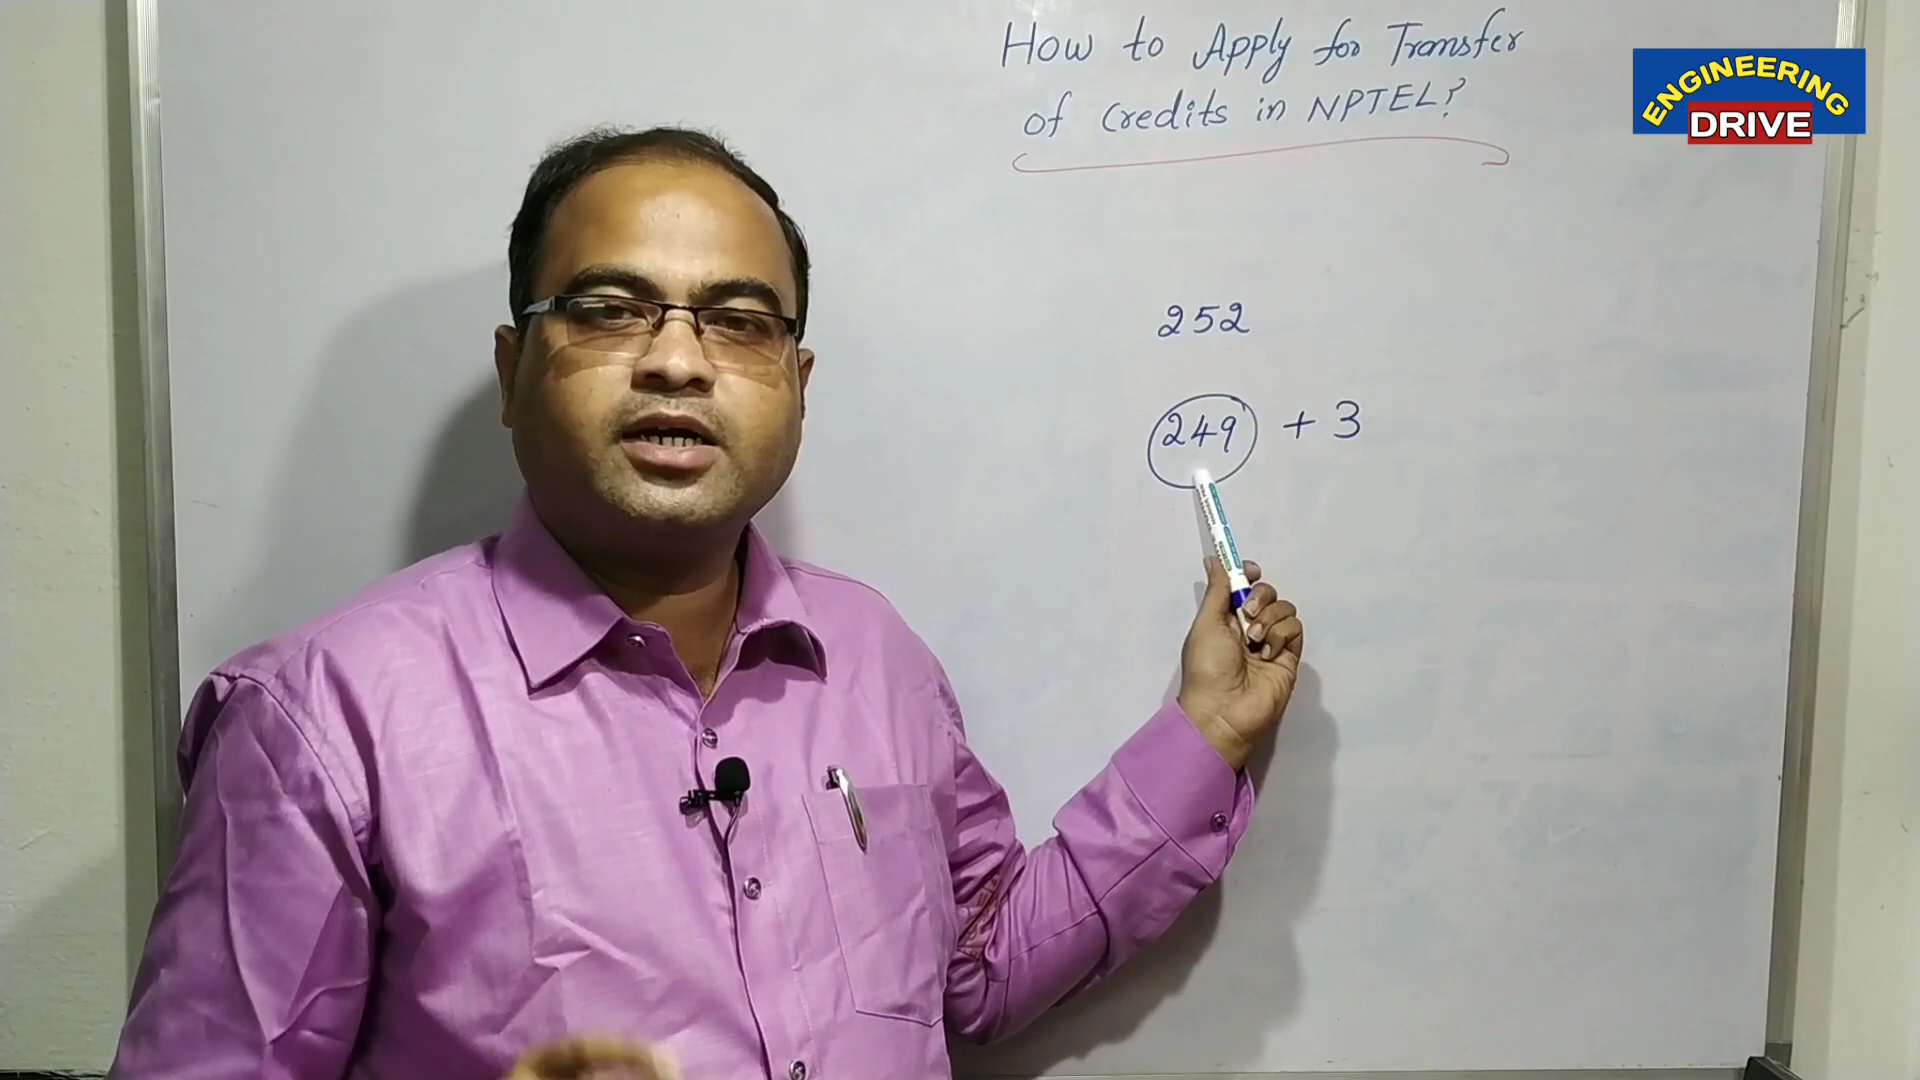 How to Apply for Transfer
of Credits in NPTEL?
ENGINEERING
DRIVE
252
249 + 3